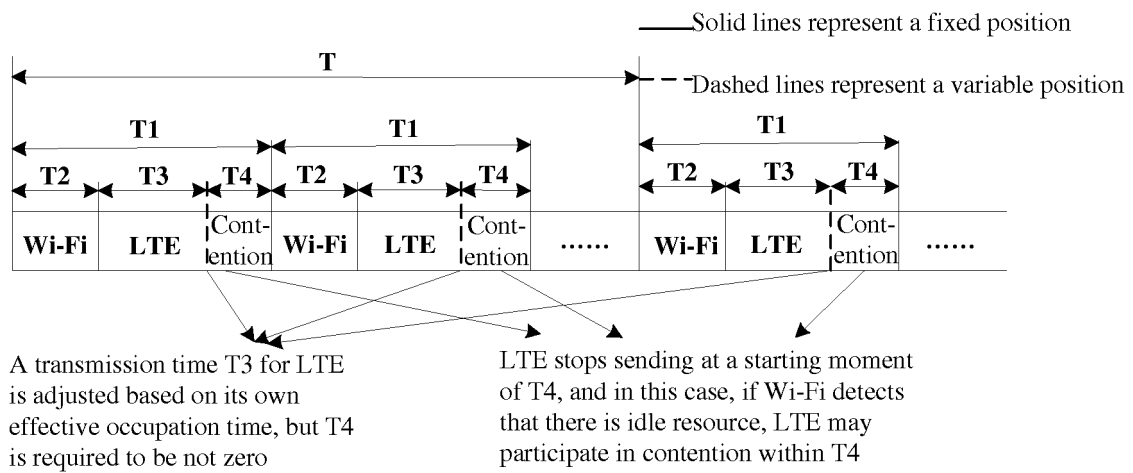 Solid lines represent a fixed position
T
Dashed lines represent a variable position
T1
T1
T1
T2
T3
T4
T2
T3
T4
T2
T3
T4
Wi-Fi
LTE
Cont-
ention
Wi-Fi
LTE
Cont-
ention
......
Wi-Fi
LTE
Cont-
ention
......
A transmission time T3 for LTE
is adjusted based on its own
effective occupation time, but T4
is required to be not zero
LTE stops sending at a starting moment
of T4, and in this case, if Wi-Fi detects
that there is idle resource, LTE may
participate in contention within T4